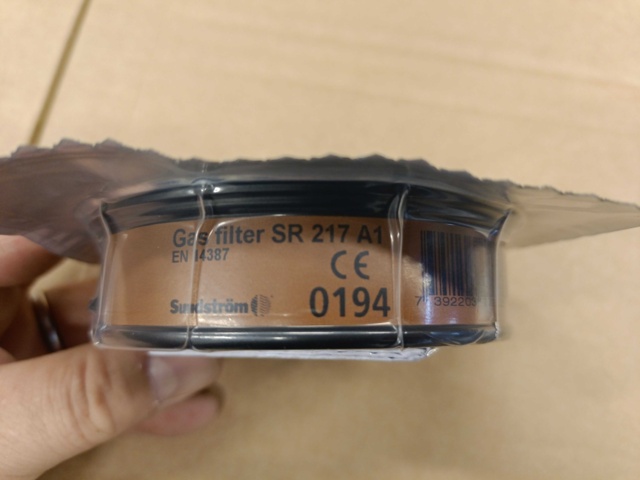 Gas filter SR 217 A1
EN 14387
CE
Sundström
0194